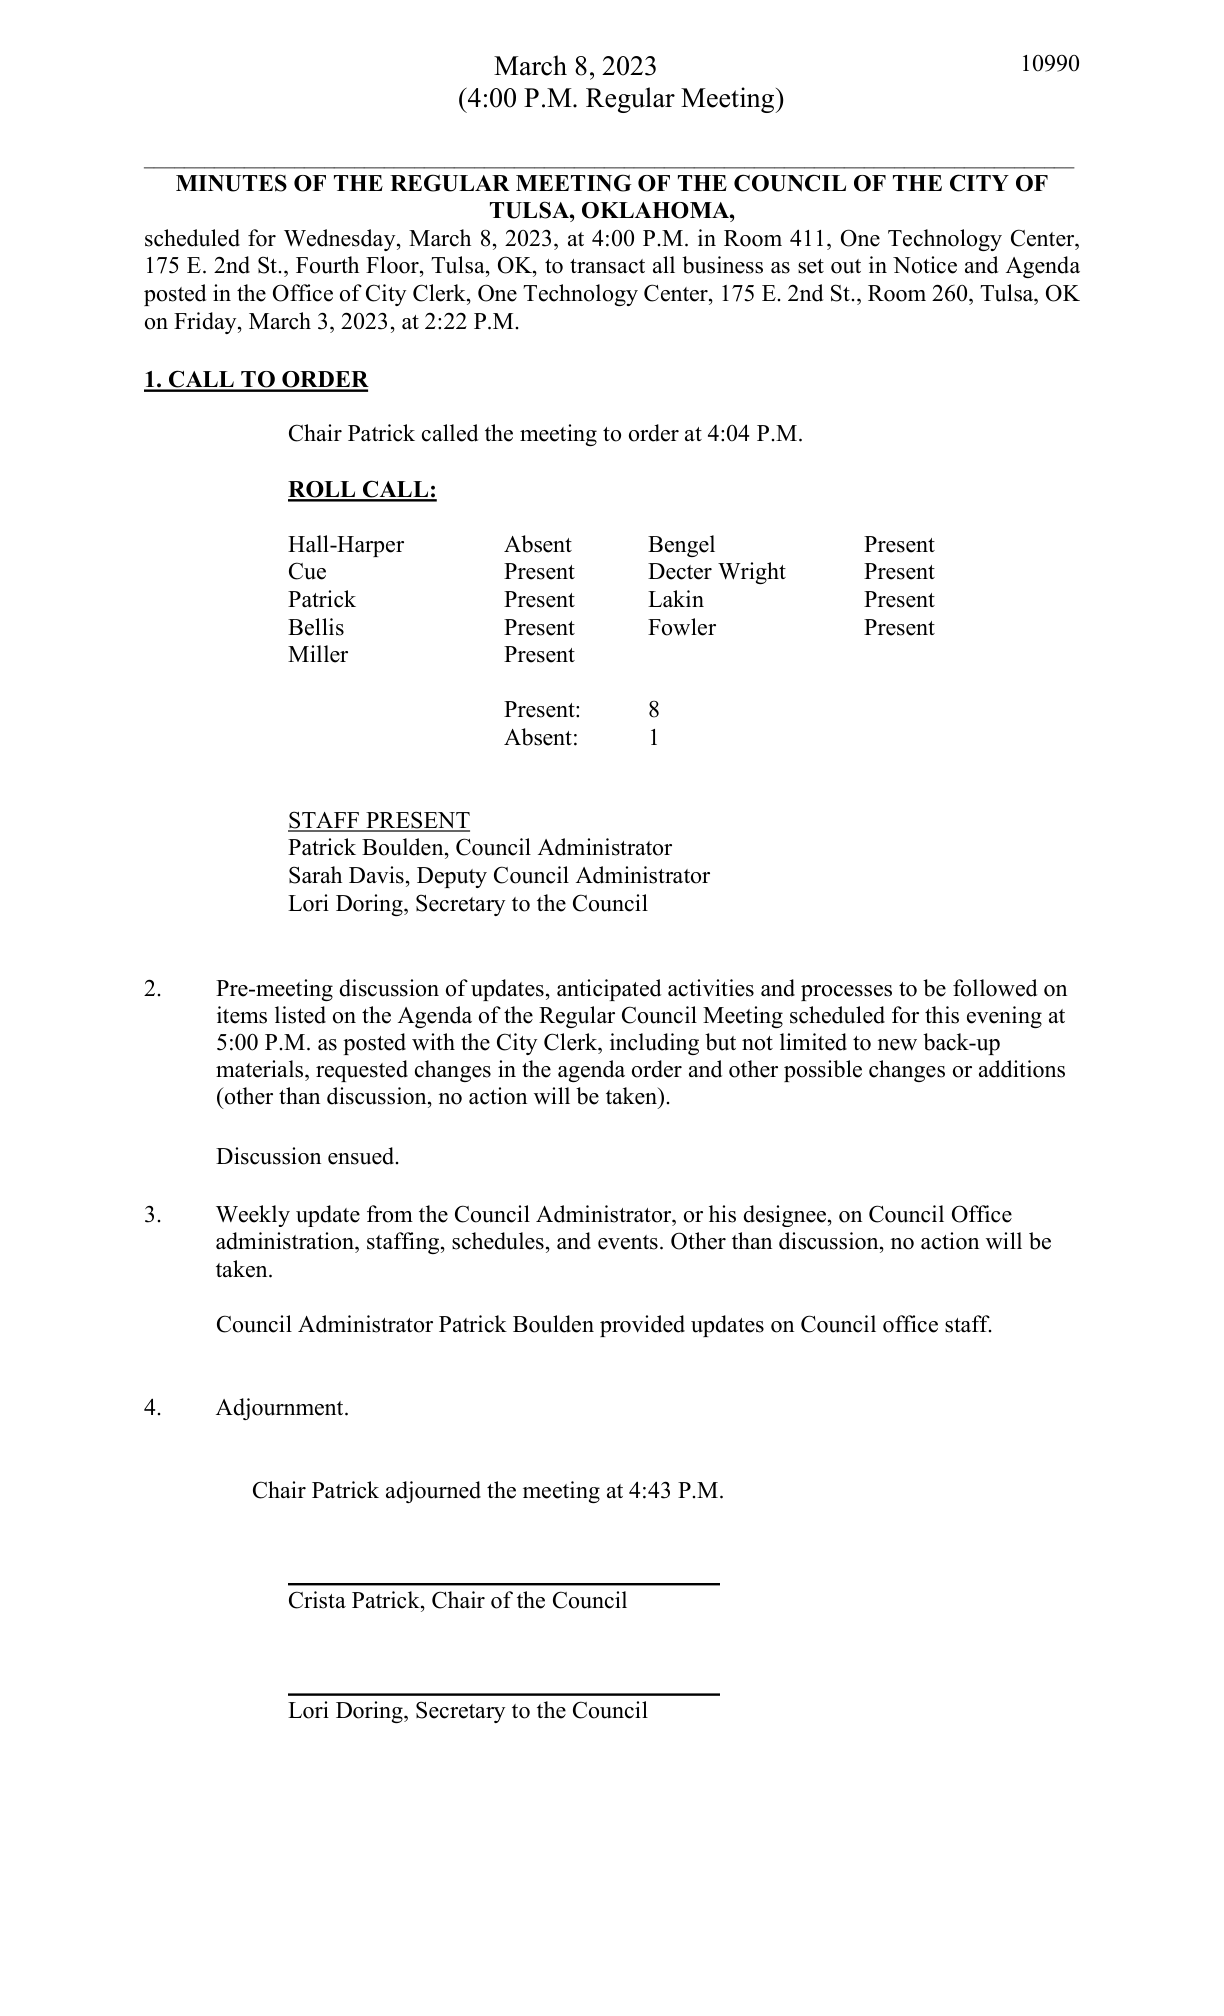 March 8, 2023 10990
(4:00 P.M. Regular Meeting)
MINUTES OF THE REGULAR MEETING OF THE COUNCIL OF THE CITY OF
TULSA, OKLAHOMA,
scheduled for Wednesday, March 8, 2023, at 4:00 P.M. in Room 411, One Technology Center,
175 E. 2nd St., Fourth Floor, Tulsa, OK, to transact all business as set out in Notice and Agenda
posted in the Office of City Clerk, One Technology Center, 175 E. 2nd St., Room 260, Tulsa, OK
on Friday, March 3, 2023, at 2:22 P.M.
1. CALL TO ORDER
Chair Patrick called the meeting to order at 4:04 P.M.
ROLL CALL:
Hall-Harper Absent Bengel Present
Cue Present Decter Wright Present
Patrick Present Lakin Present
Bellis Present Fowler Present
Miller Present
Present: 8
Absent: 1
STAFF PRESENT
Patrick Boulden, Council Administrator
Sarah Davis, Deputy Council Administrator
Lori Doring, Secretary to the Council
2. Pre-meeting discussion of updates, anticipated activities and processes to be followed on
items listed on the Agenda of the Regular Council Meeting scheduled for this evening at
5:00 P.M. as posted with the City Clerk, including but not limited to new back-up
materials, requested changes in the agenda order and other possible changes or additions
(other than discussion, no action will be taken).
Discussion ensued.
3. Weekly update from the Council Administrator, or his designee, on Council Office
administration, staffing, schedules, and events. Other than discussion, no action will be
taken.
Council Administrator Patrick Boulden provided updates on Council office staff.
4. Adjournment.
Chair Patrick adjourned the meeting at 4:43 P.M.
Crista Patrick, Chair of the Council
Lori Doring, Secretary to the Council